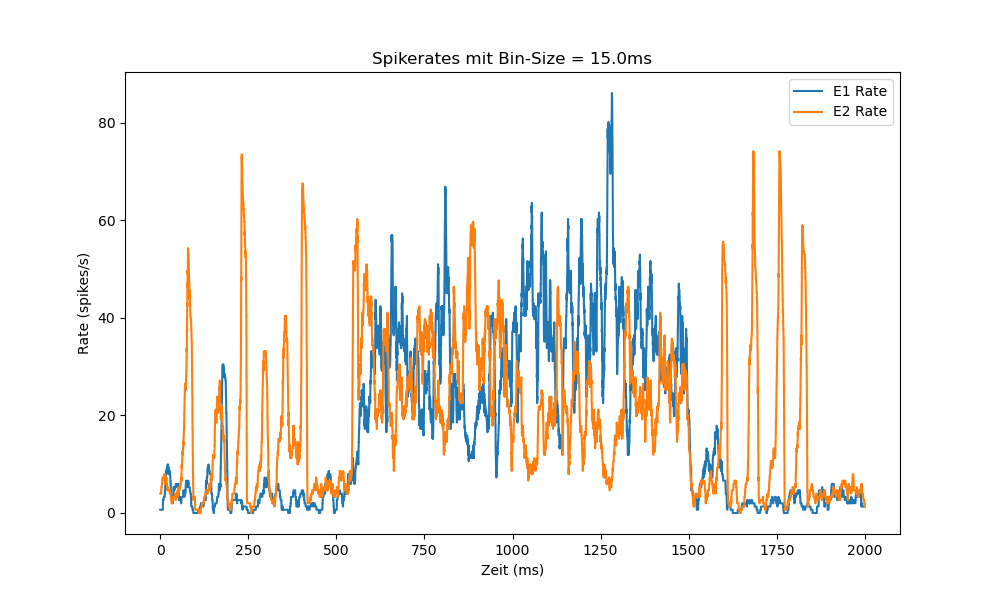 Spikerates mit Bin-Size = 15.0ms
E1 Rate
E2 Rate
Rate (spikes/s)
80
60
40
20
0
0 250 500 750 1000 1250 1500 1750 2000
Zeit (ms)